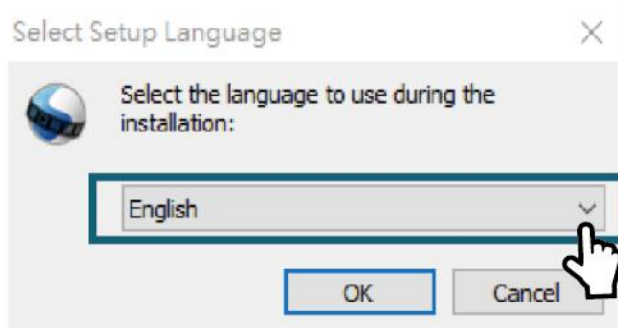 Select Setup Language
Select the language to use during the
installation:
English
OK
Cancel